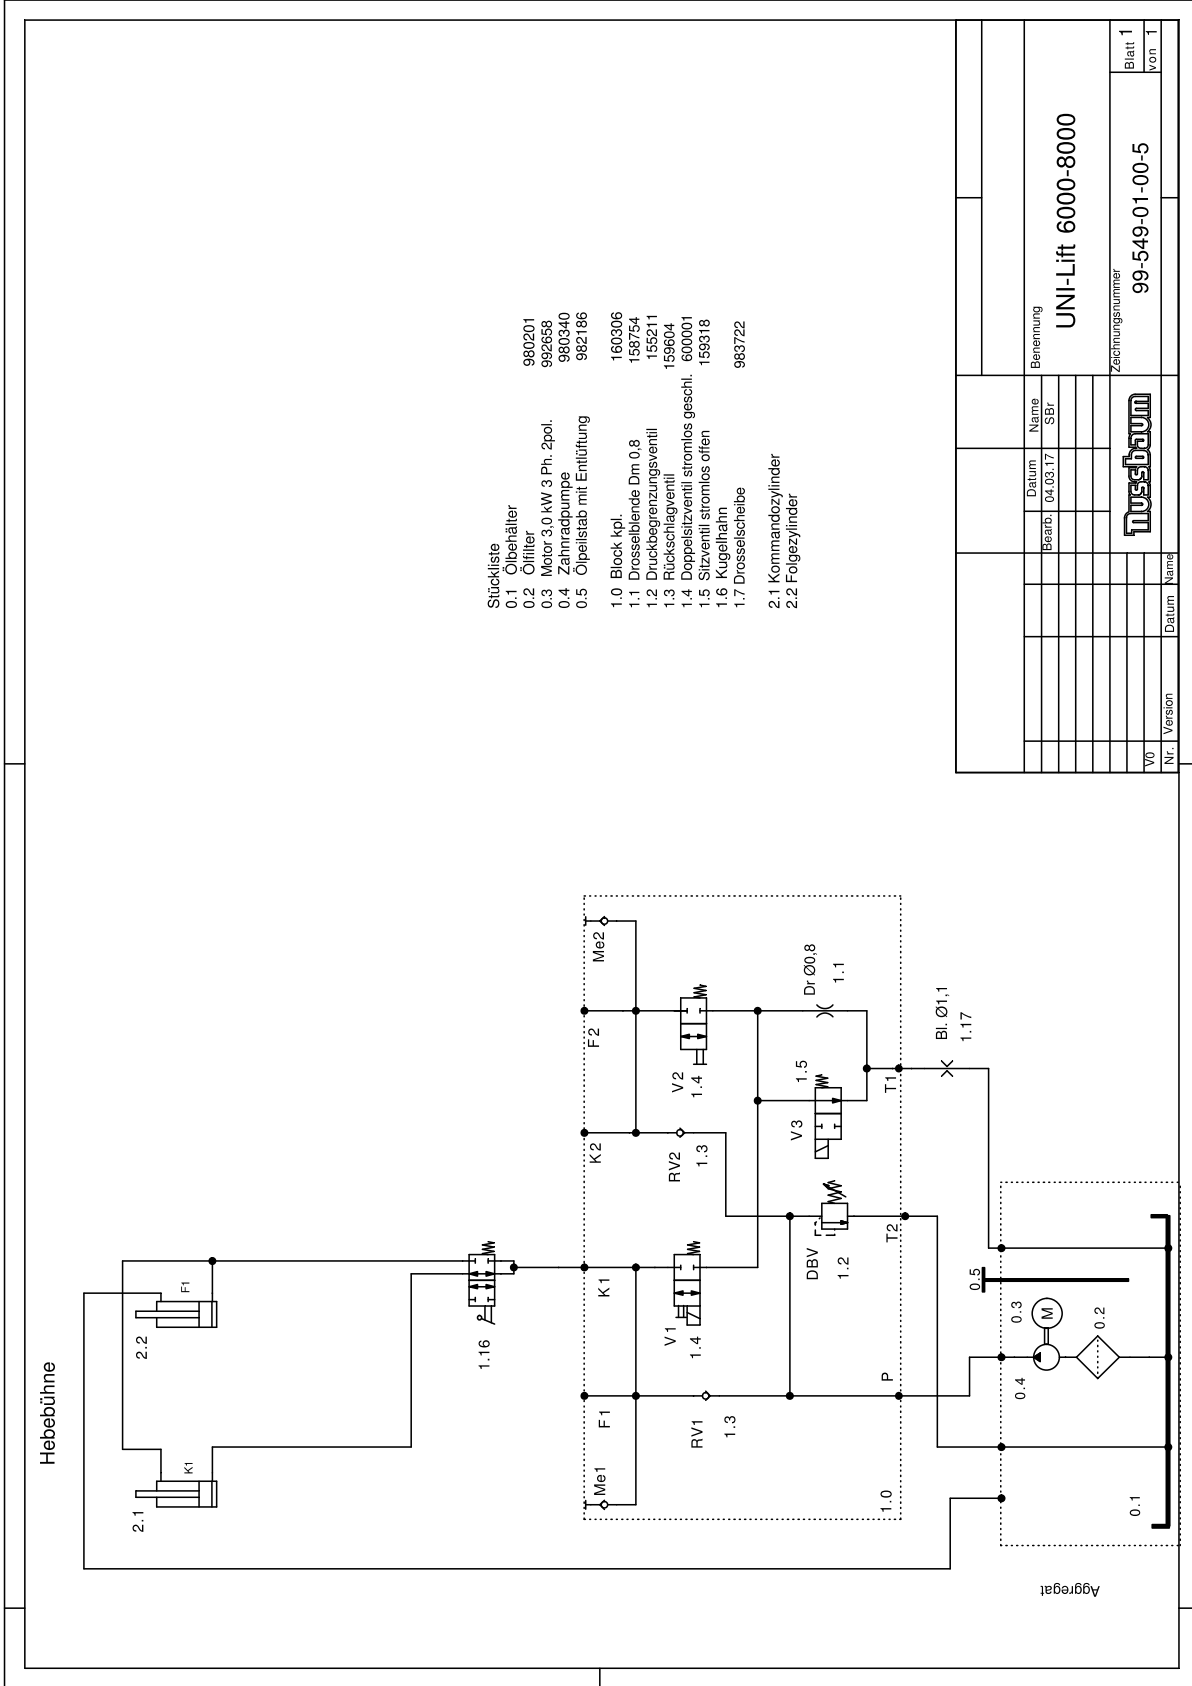 Hebebühne
2.1
K1
2.2
F1
1.16
Stückliste
0.1 Ölbehälter
0.2 Ölfilter 980201
0.3 Motor 3,0 kW 3 Ph. 2pol. 992658
0.4 Zahnradpumpe 980340
0.5 Ölpeilstab mit Entlüftung 982186
1.0 Block kpl. 160306
1.1 Drosselblende Dm 0,8 158754
1.2 Druckbegrenzungsventil 155211
1.3 Rückschlagventil 159604
1.4 Doppelsitzventil stromlos geschl. 600001
1.5 Sitzventil stromlos offen 159318
1.6 Kugelhahn
1.7 Drosselscheibe 983722
2.1 Kommandozylinder
2.2 Folgezylinder
Me1
F1
K1
K2
F2
Me2
V1
1.4
V2
1.4
RV1
1.3
RV2
1.3
DBV
1.2
V3
1.5
Dr Ø0,8
1.1
1.0
P
T2
T1
Bl. Ø1,1
1.17
0.5
0.3
M
0.4
0.2
0.1
Aggregat
Bearb.
Datum
Name
04.03.17
SBr
Benennung
UNI-Lift 6000-8000
nussbaum
Zeichnungsnummer
99-549-01-00-5
Blatt 1
von 1
V0
Nr.
Version
Datum
Name